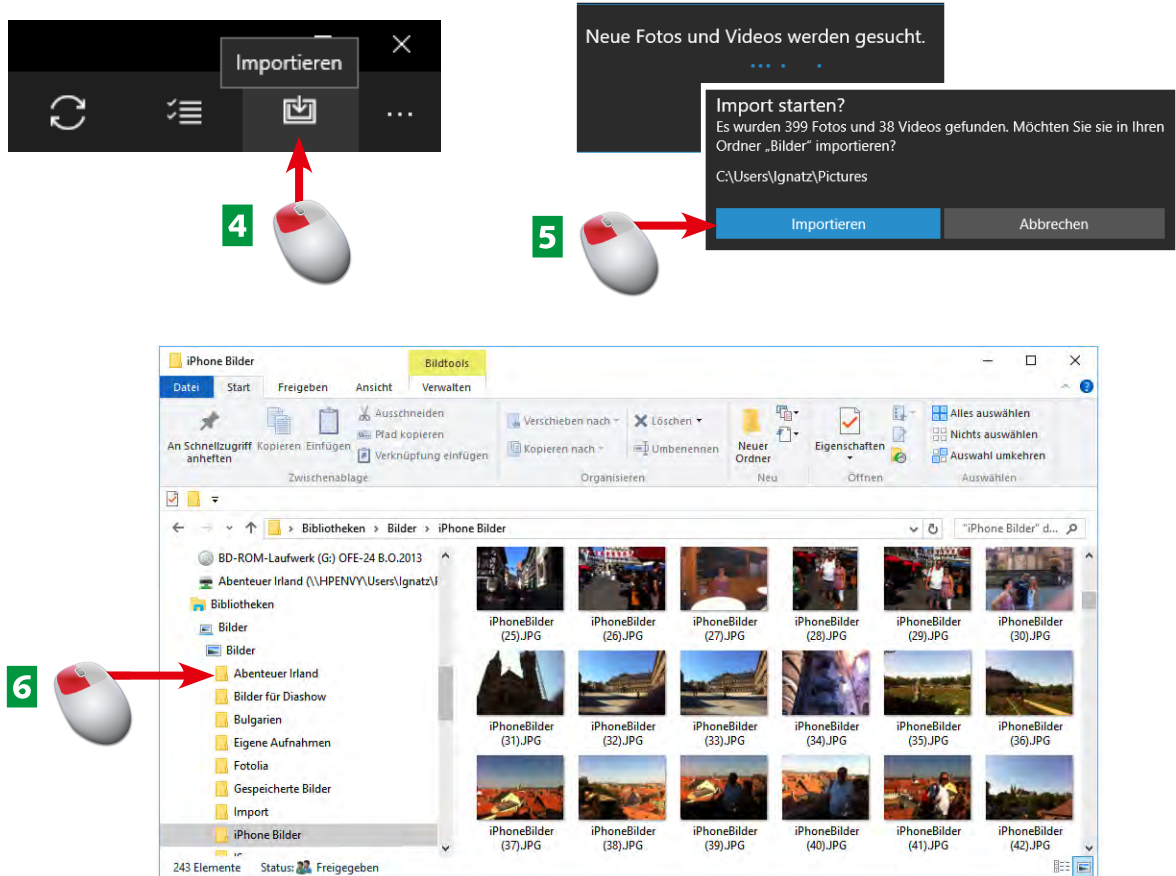 Importieren
4
Neue Fotos und Videos werden gesucht.
Import starten?
Es wurden 399 Fotos und 38 Videos gefunden. Möchten Sie sie in Ihren
Ordner „Bilder" importieren?
C:\Users\Ignatz\Pictures
Importieren
Abbrechen
5
iPhone Bilder
Bildtools
Datei
Start
Freigeben
Ansicht
Verwalten
An Schnellzugriff
anheften
Kopieren
Einfügen
Ausschneiden
Pfad kopieren
Verknüpfung einfügen
Zwischenablage
Verschieben nach
Kopieren nach
Löschen
Umbenennen
Organisieren
Neuer
Ordner
Neu
Eigenschaften
Öffnen
Alles auswählen
Nichts auswählen
Auswahl umkehren
Auswählen
Bibliotheken > Bilder > iPhone Bilder
"iPhone Bilder" d...
BD-ROM-Laufwerk (G:) OFE-24 B.O.2013
Abenteuer Irland (\\HPENVY\Users\Ignatz\
Bibliotheken
Bilder
Bilder
6
Abenteuer Irland
Bilder für Diashow
Bulgarien
Eigene Aufnahmen
Fotolia
Gespeicherte Bilder
Import
iPhone Bilder
iPhoneBilder
(25).JPG
iPhoneBilder
(26).JPG
iPhoneBilder
(27).JPG
iPhoneBilder
(28).JPG
iPhoneBilder
(29).JPG
iPhoneBilder
(30).JPG
iPhoneBilder
(31).JPG
iPhoneBilder
(32).JPG
iPhoneBilder
(33).JPG
iPhoneBilder
(34).JPG
iPhoneBilder
(35).JPG
iPhoneBilder
(36).JPG
iPhoneBilder
(37).JPG
iPhoneBilder
(38).JPG
iPhoneBilder
(39).JPG
iPhoneBilder
(40).JPG
iPhoneBilder
(41).JPG
iPhoneBilder
(42).JPG
243 Elemente
Status: Freigegeben